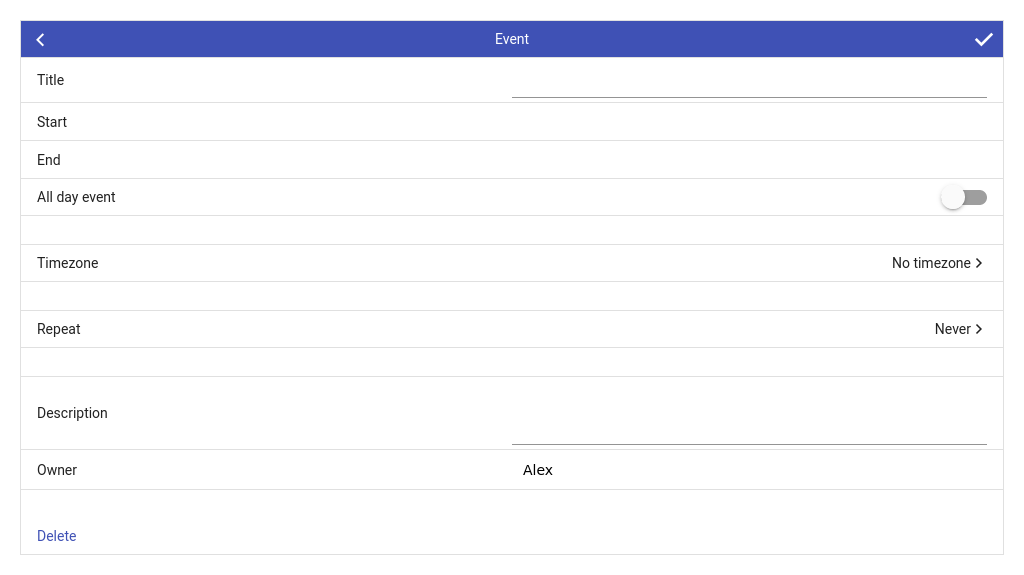 Event
Title
Start
End
All day event
Timezone No timezone
Repeat Never
Description
Owner Alex
Delete